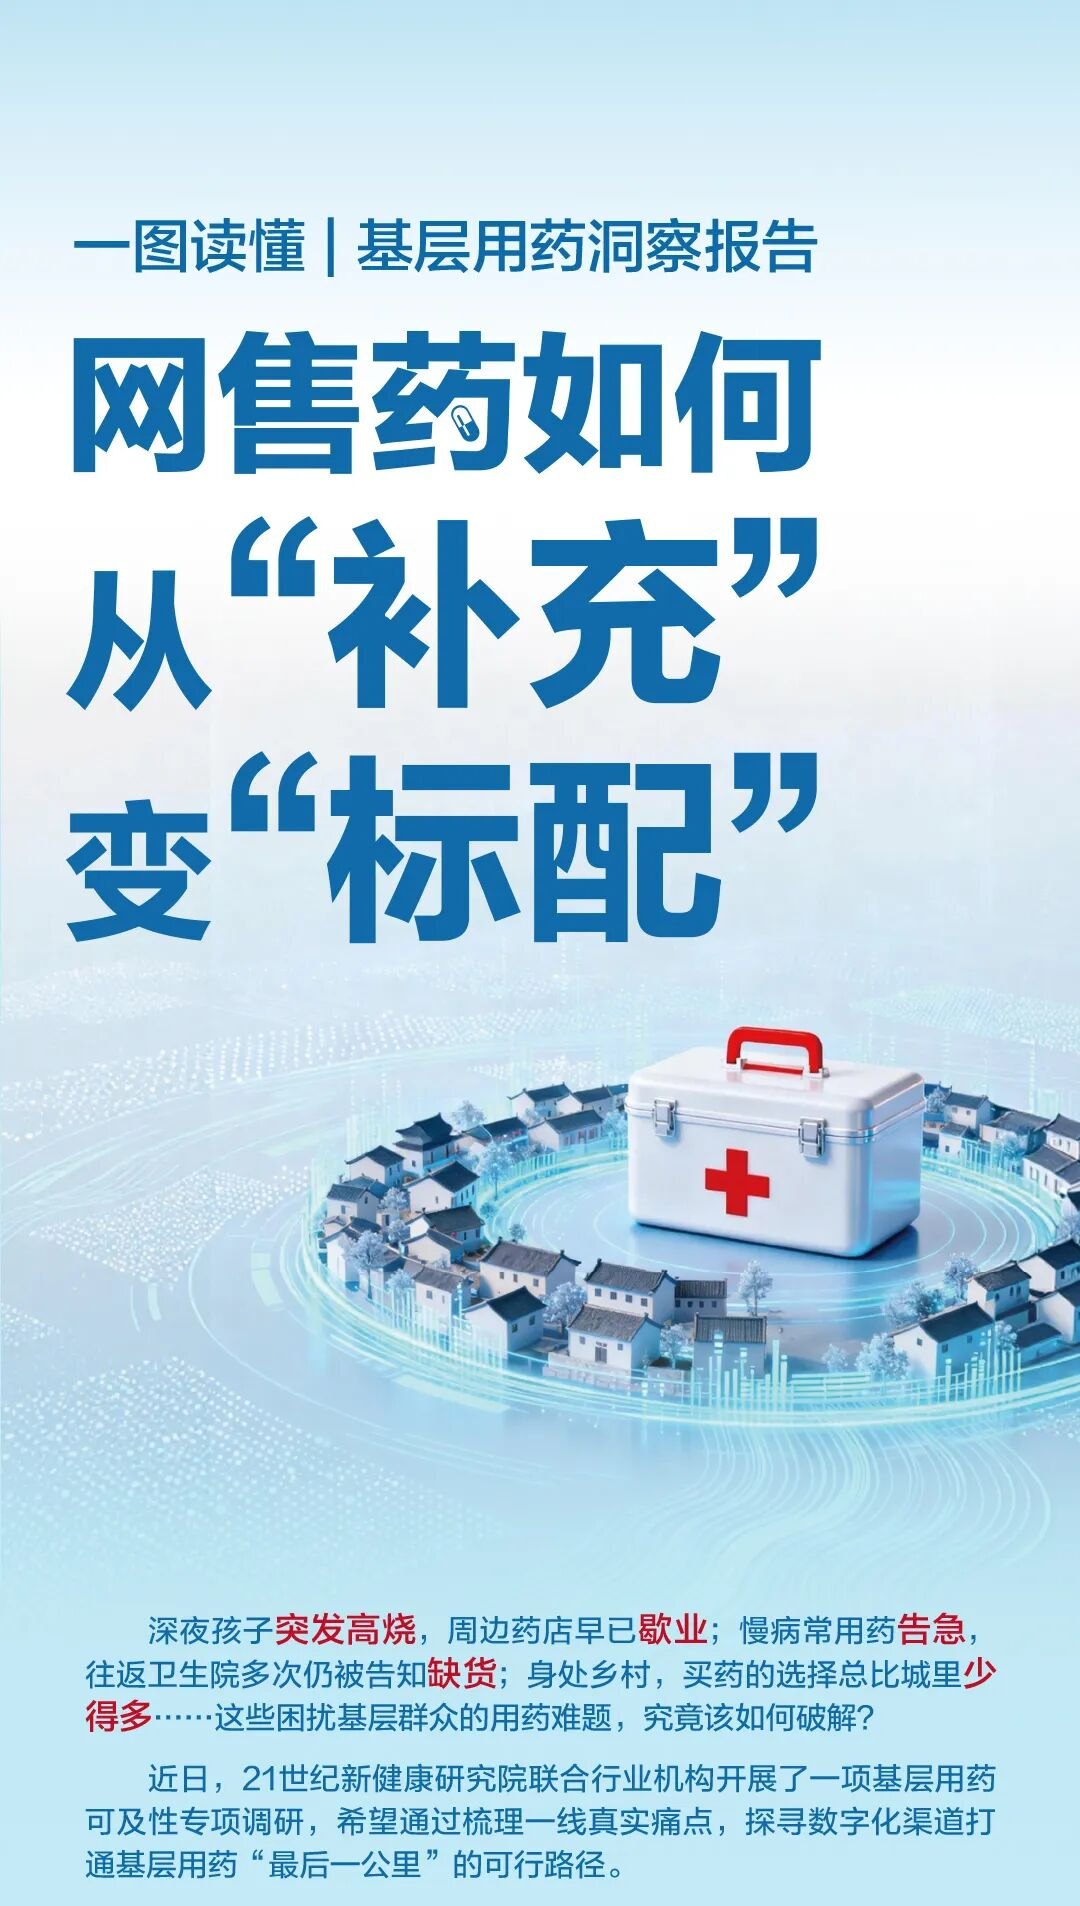 一图读懂 | 基层用药洞察报告
网售药如何
从“补充”
变“标配”
深夜孩子突发高烧，周边药店早已歇业；慢病常用药告急，
往返卫生院多次仍被告知缺货；身处乡村，买药的选择总比城里少
得多……这些困扰基层群众的用药难题，究竟该如何破解？
近日，21世纪新健康研究院联合行业机构开展了一项基层用药
可及性专项调研，希望通过梳理一线真实痛点，探寻数字化渠道打
通基层用药“最后一公里”的可行路径。